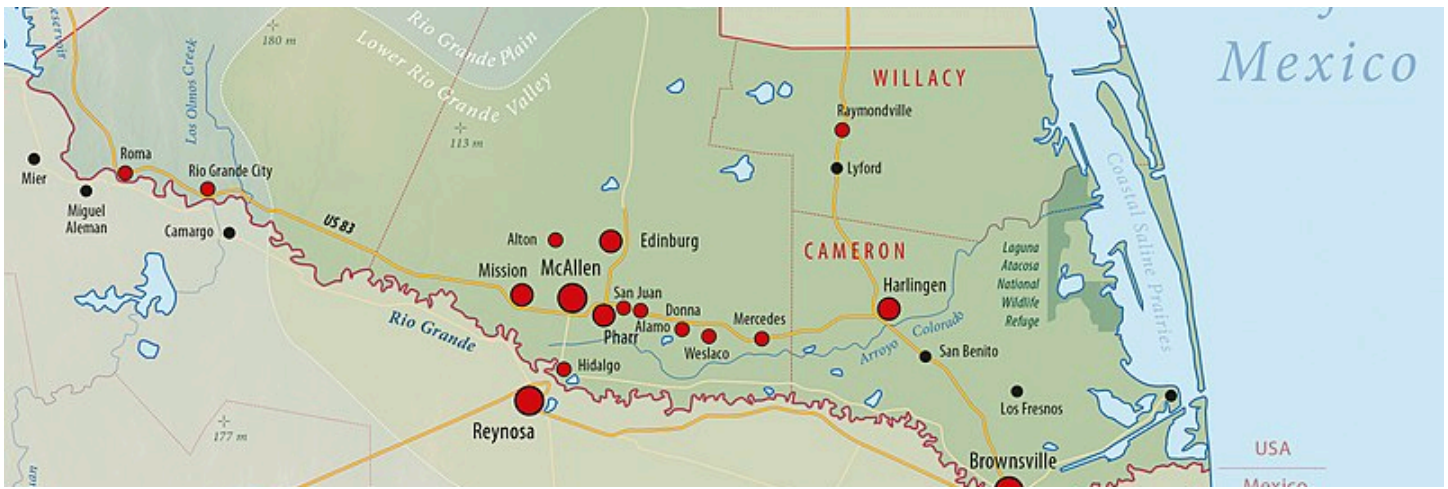 Mexico
180 m
Rio Grande Plain
Lower Rio Grande Valley
Los Olmos Creek
113 m
WILLACY
Raymondville
Lyford
Roma
Rio Grande City
Mier
Miguel
Aleman
Camargo
US 83
Alton
Edinburg
CAMERON
Mission
McAllen
Harlingen
Laguna
Atacosa
National
Wildlife
Refuge
Coastal Saline Prairies
San Juan
Donna
Alamo
Pharr
Weslaco
Mercedes
Rio Grande
Arroyo Colorado
San Benito
Hidalgo
Los Fresnos
Reynosa
177 m
Brownsville
USA
Mexico